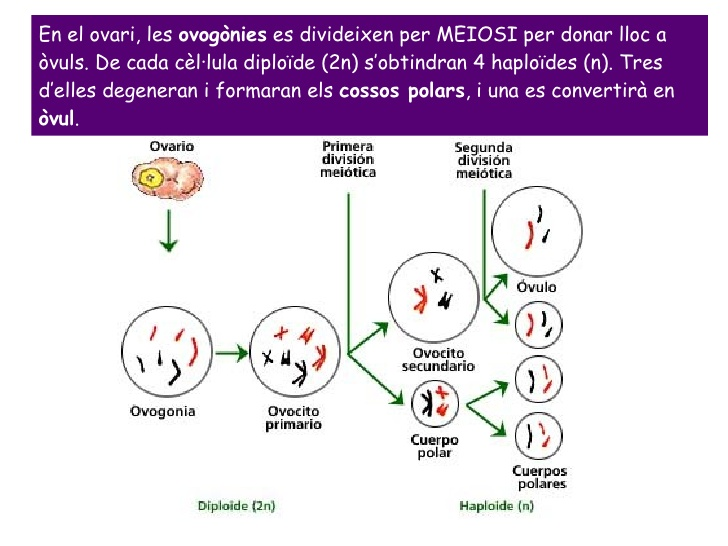 En el ovari, les ovogònies es divideixen per MEIOSI per donar lloc a
òvuls. De cada cèl·lula diploïde (2n) s'obtindran 4 haploïdes (n). Tres
d'elles degeneran i formaran els cossos polars, i una es convertirà en
òvul.
Ovario
Primera
división
meiótica
Segunda
división
meiótica
Óvulo
Ovocito
secundario
Ovogonia
Ovocito
primario
Cuerpo
polar
Cuerpos
polares
Diploide (2n)
Haploide (n)